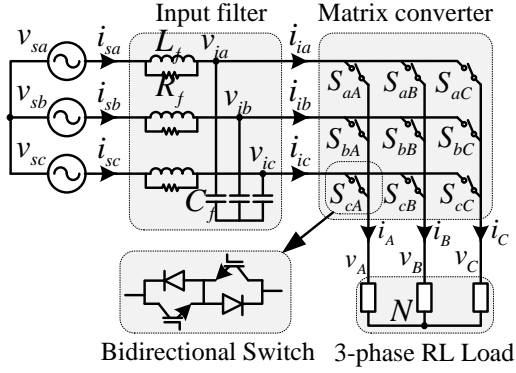 Input filter Matrix converter
v_sa i_sa L_f v_ia i_ia S_aA S_aB S_aC
R_f
v_sb i_sb v_ib i_ib S_bA S_bB S_bC
v_sc i_sc v_ic i_ic S_cA S_cB S_cC
C_f
i_A i_B i_C
v_A v_B v_C
N
Bidirectional Switch 3-phase RL Load